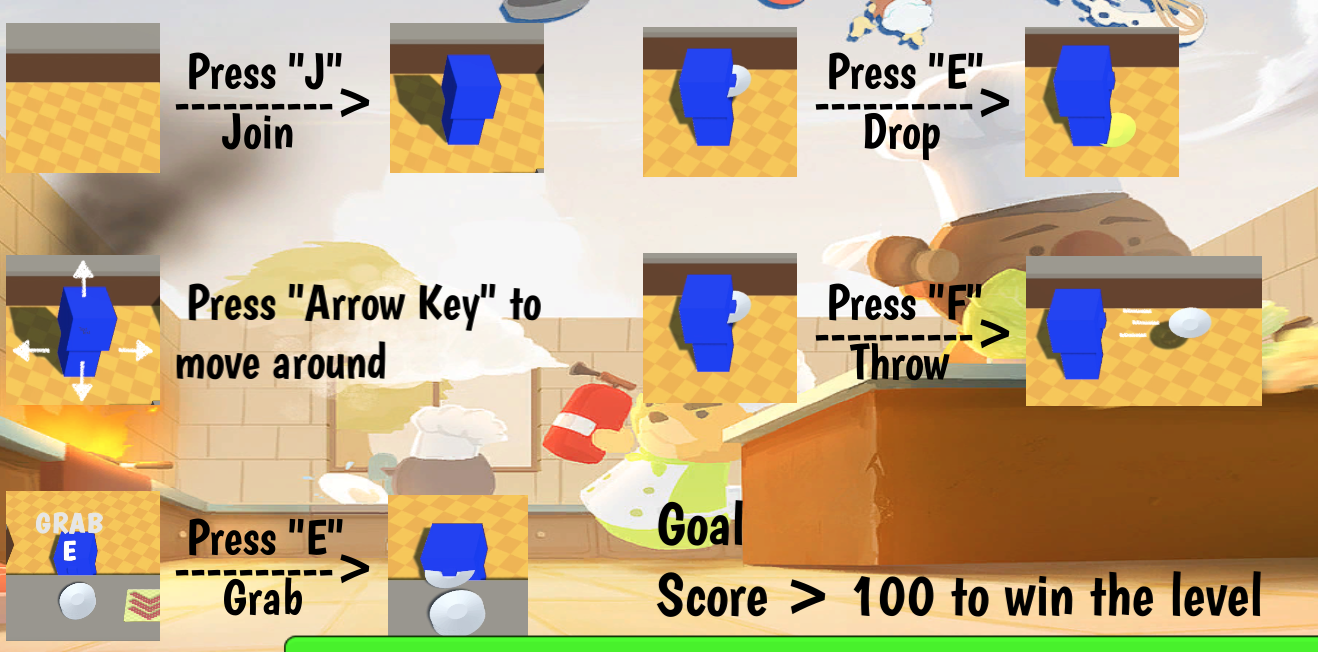 Press "J"
------------>
Join
Press "E"
------------>
Drop
Press "Arrow Key" to
move around
Press "F"
------------>
Throw
GRAB
E
Press "E"
------------>
Grab
Goal
Score > 100 to win the level